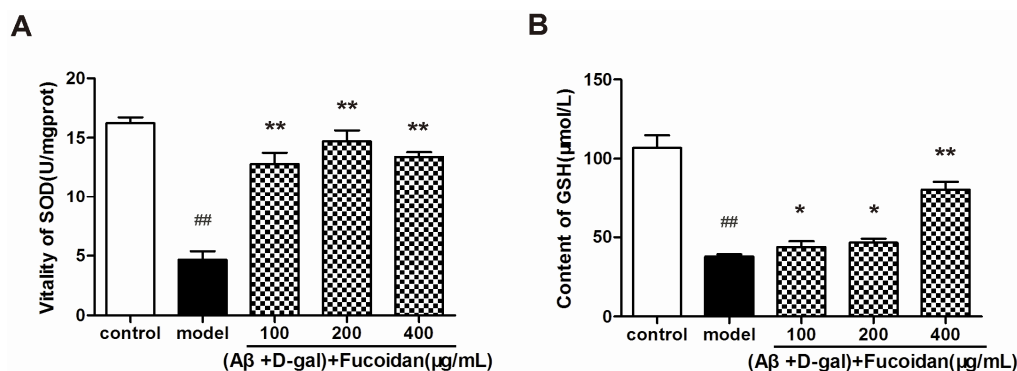 A
Vitality of SOD(U/mgprot)
20
15
10
5
0
##
**
**
**
control model 100 200 400
(Aβ +D-gal)+Fucoidan(μg/mL)
B
Content of GSH(μmol/L)
150
100
50
0
##
*
*
**
control model 100 200 400
(Aβ +D-gal)+Fucoidan(μg/mL)